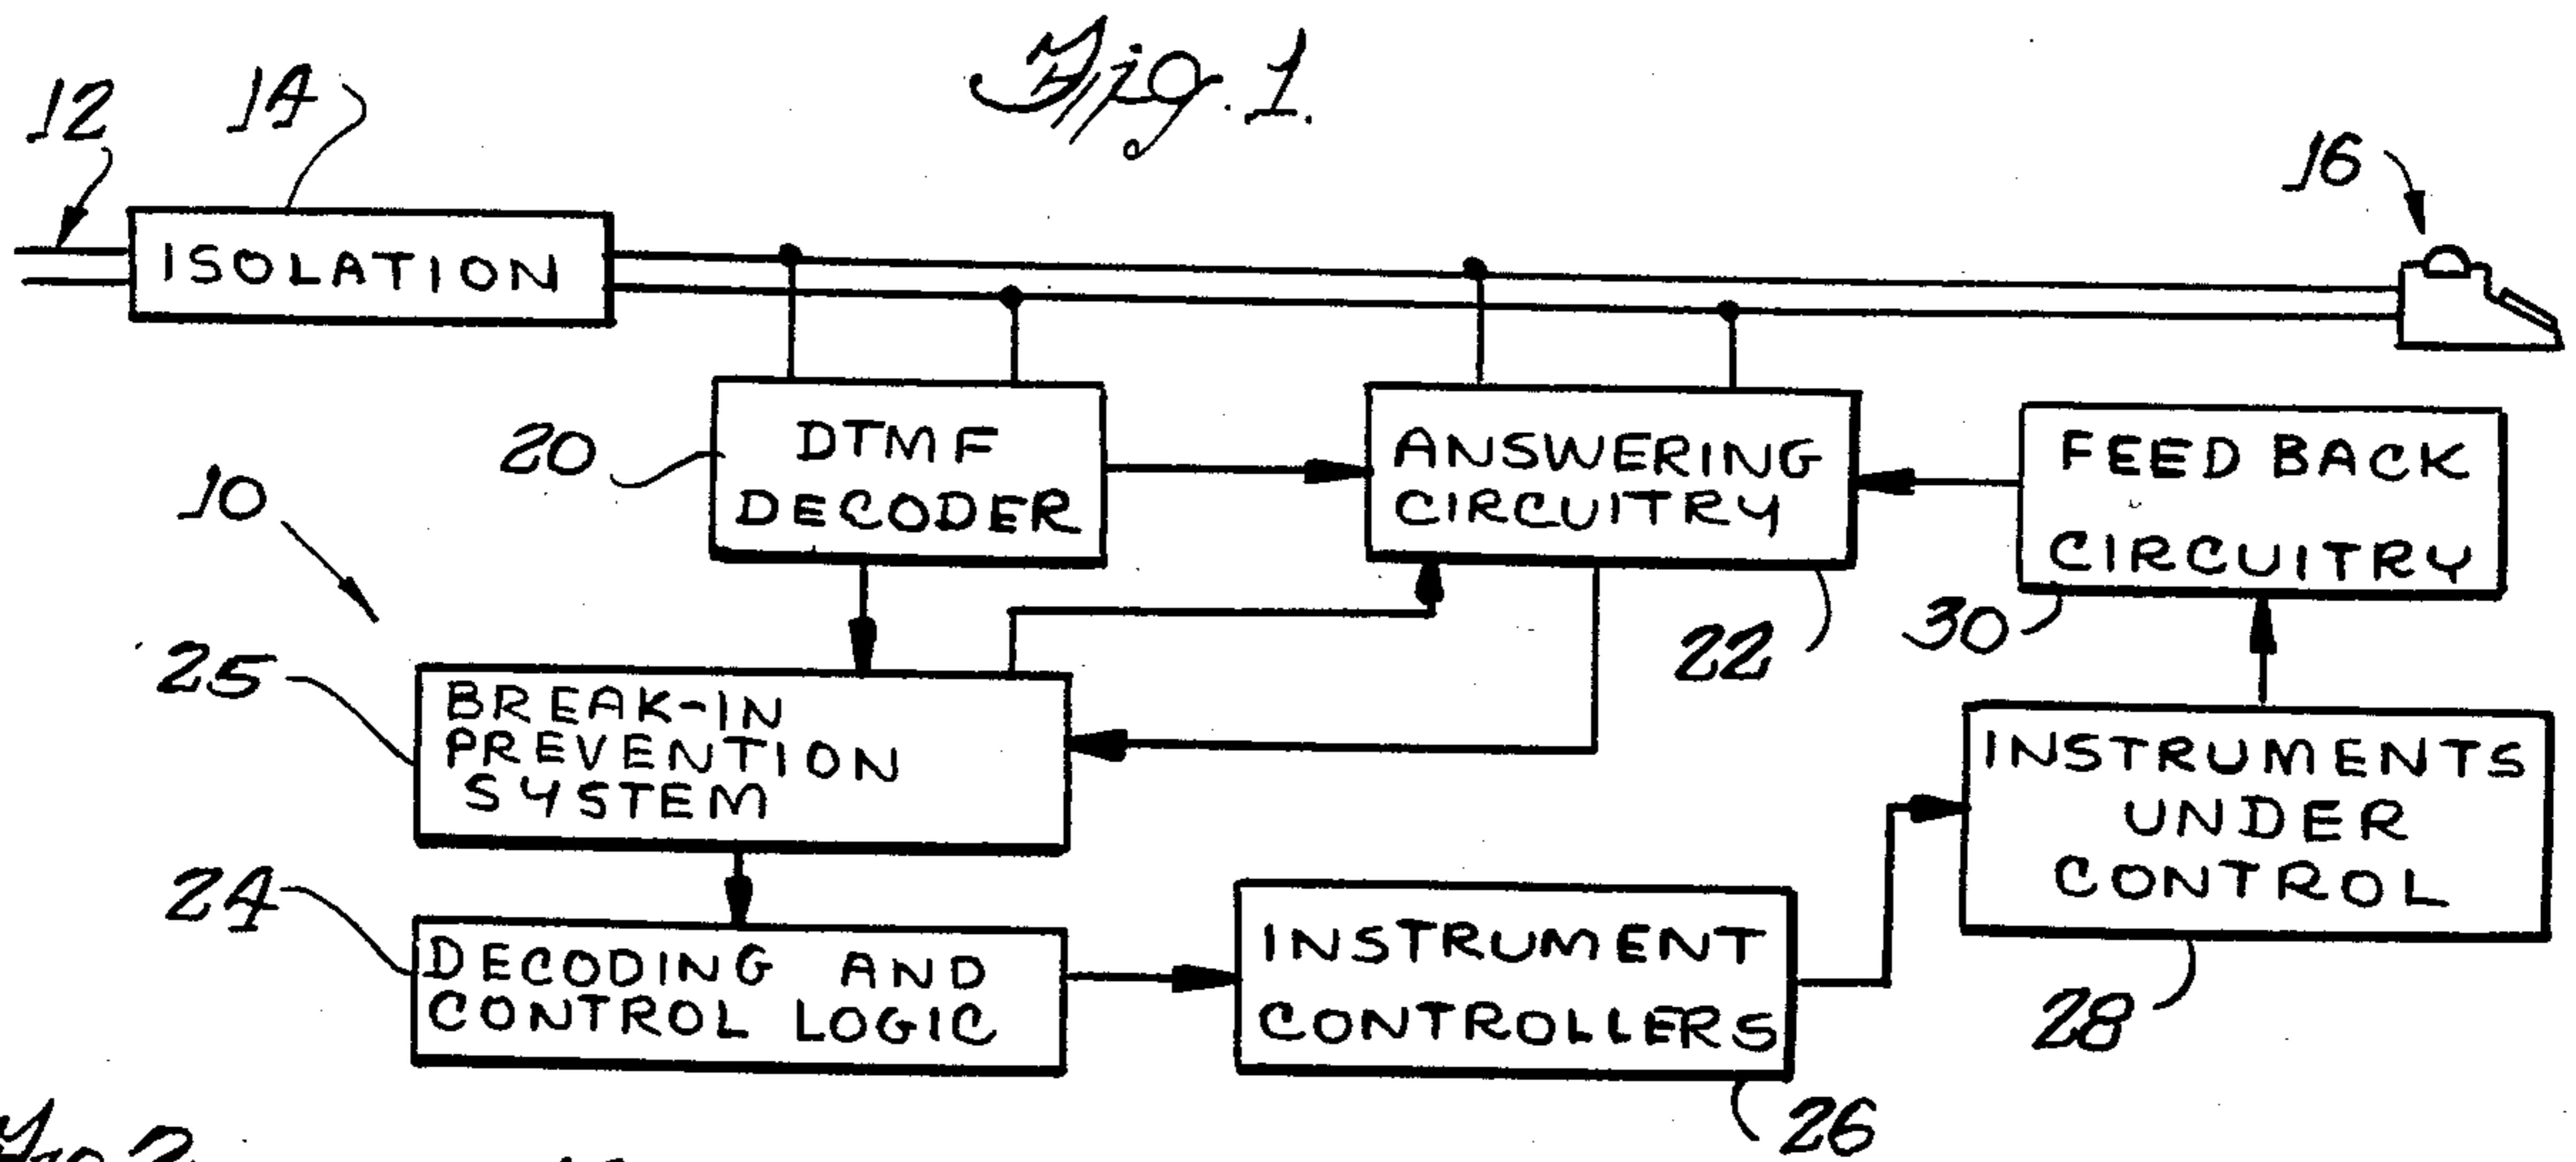 Fig. 1.
12
14
16
ISOLATION
20
DTMF
DECODER
ANSWERING
CIRCUITRY
FEED BACK
CIRCUITRY
10
22
30
25
BREAK-IN
PREVENTION
SYSTEM
INSTRUMENTS
UNDER
CONTROL
24
DECODING AND
CONTROL LOGIC
INSTRUMENT
CONTROLLERS
28
26